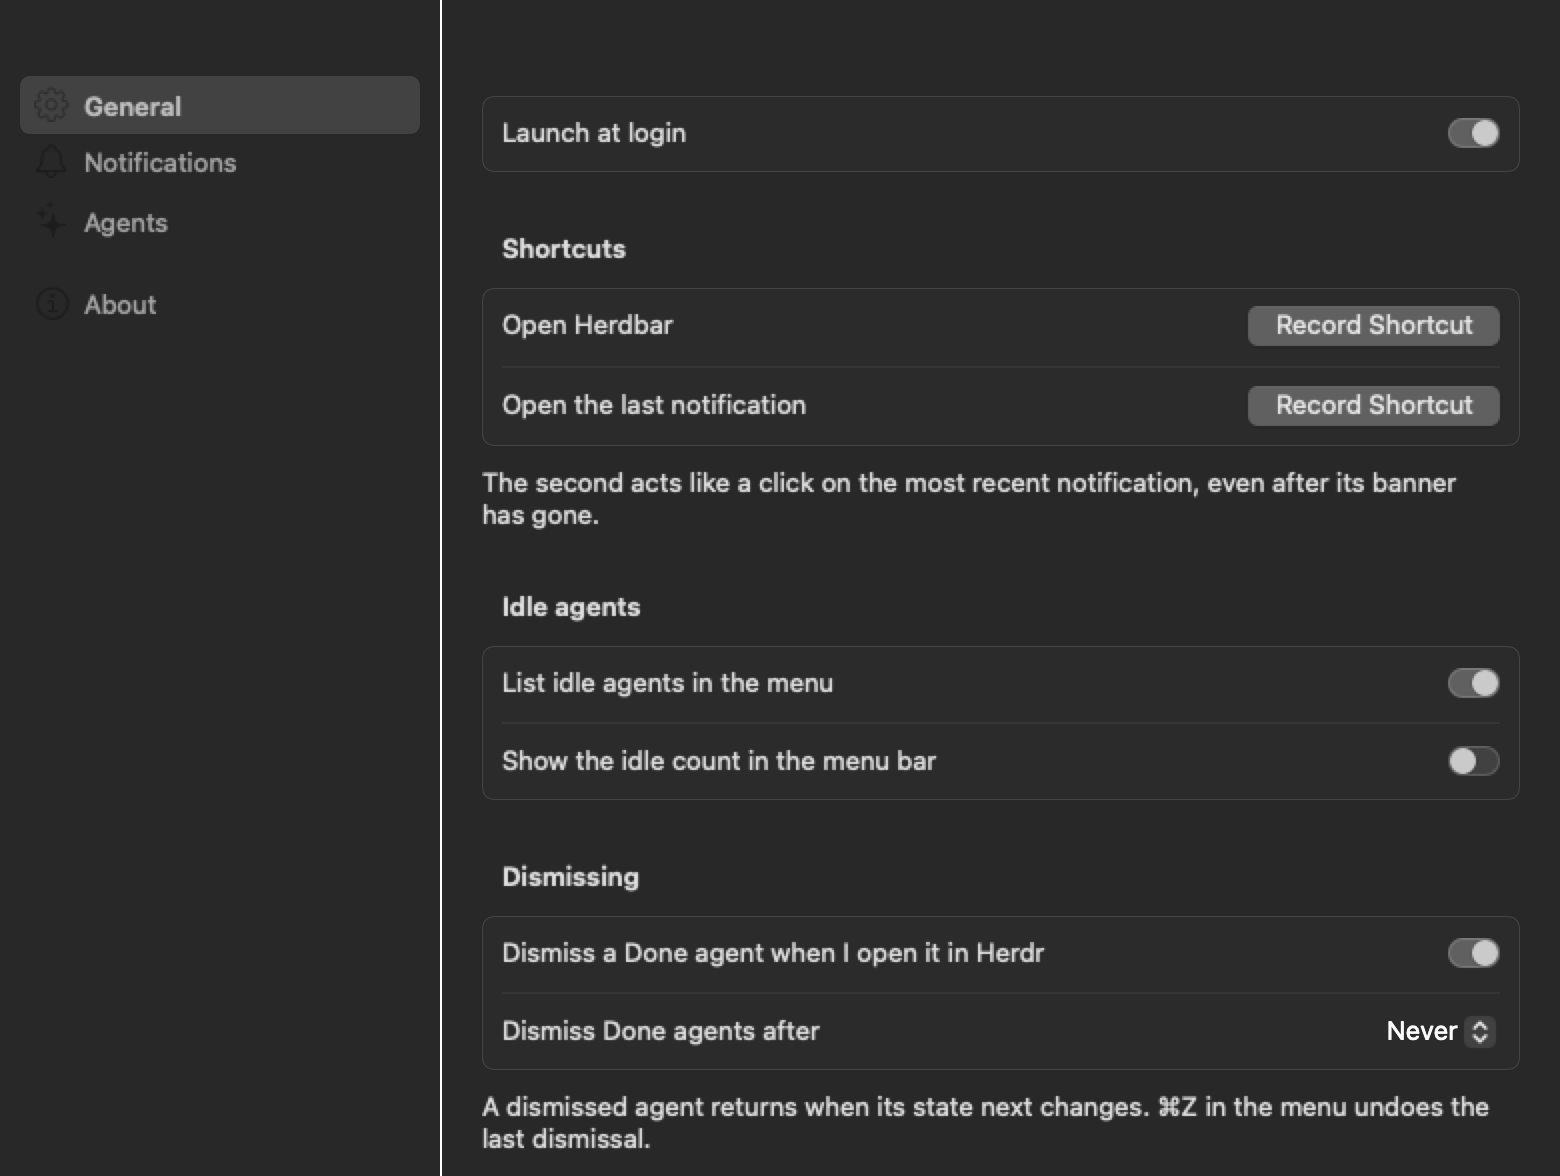 General
Notifications
Agents
About
Launch at login
Shortcuts
Open Herdbar
Record Shortcut
Open the last notification
Record Shortcut
The second acts like a click on the most recent notification, even after its banner
has gone.
Idle agents
List idle agents in the menu
Show the idle count in the menu bar
Dismissing
Dismiss a Done agent when I open it in Herdr
Dismiss Done agents after
Never
A dismissed agent returns when its state next changes. ⌘Z in the menu undoes the
last dismissal.